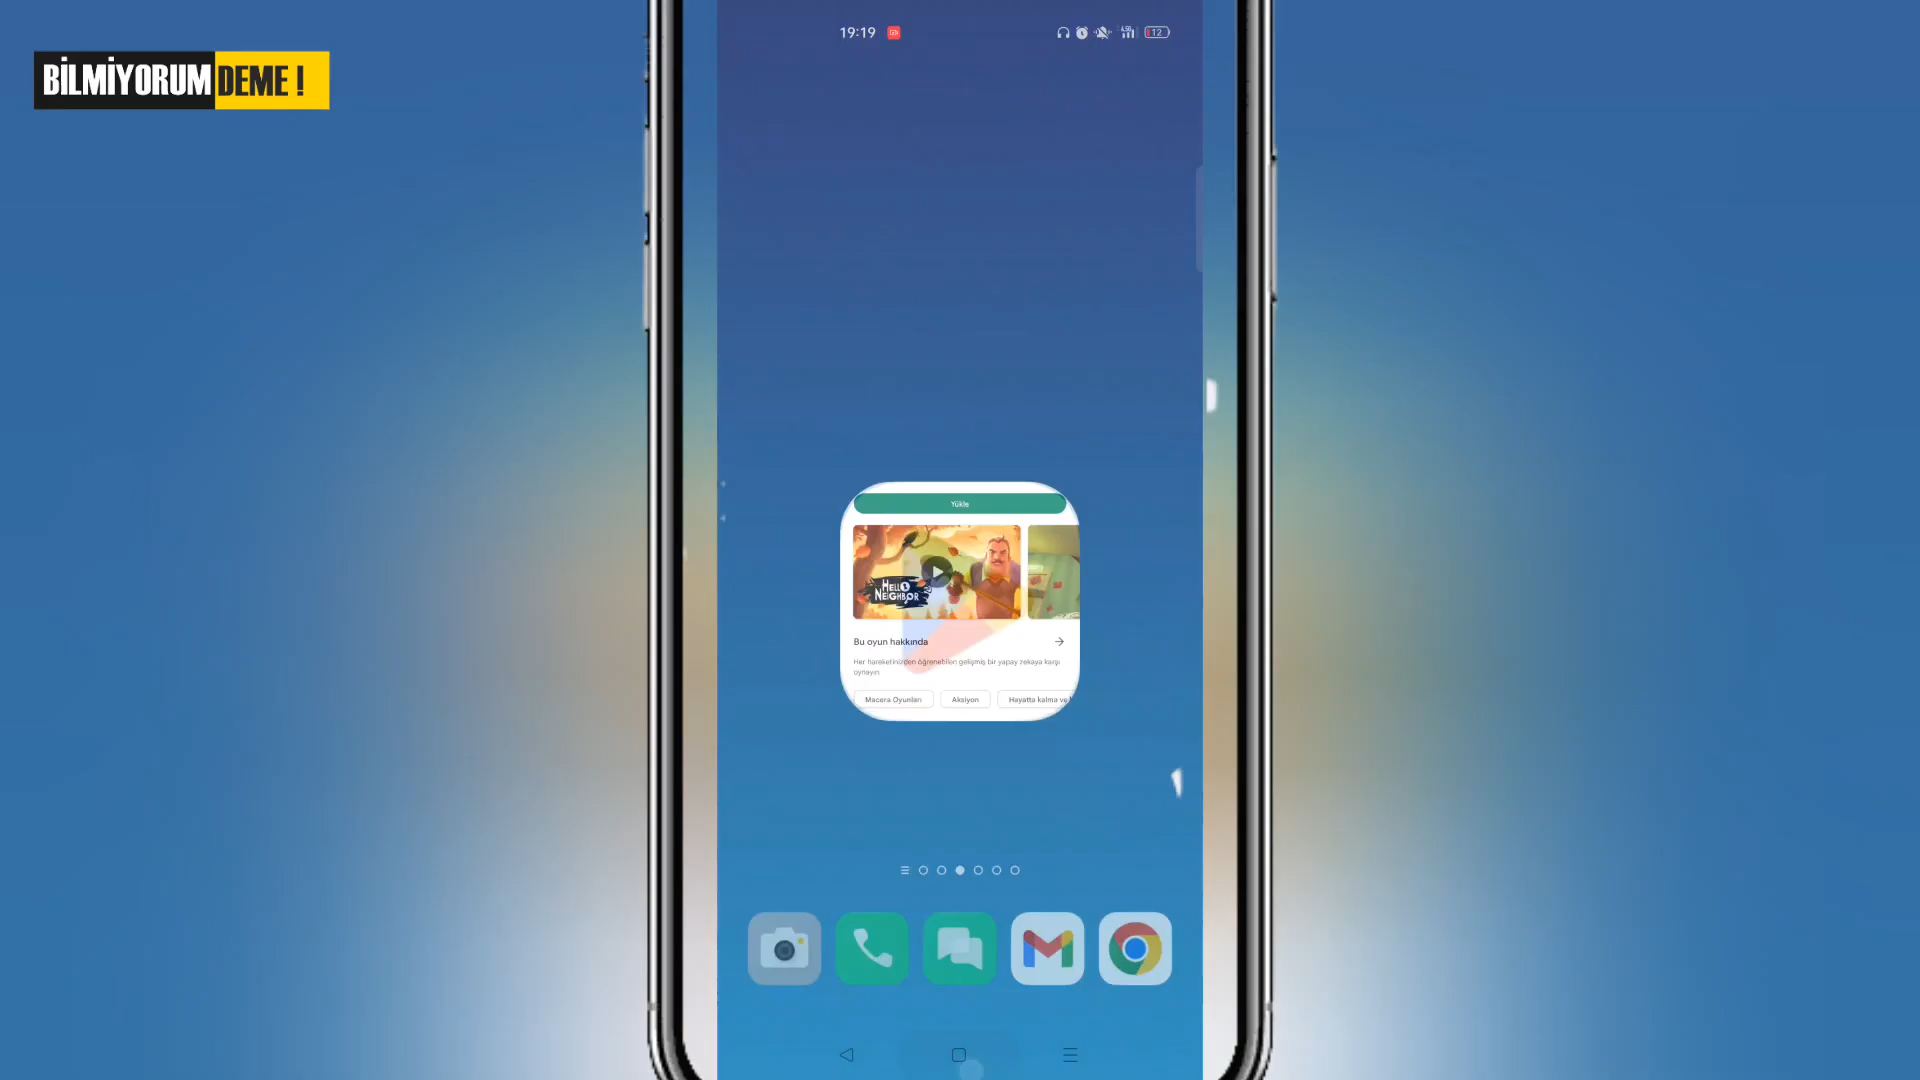 BİLMİYORUM DEME !
19:19
12
Yükle
HELLO
NEIGHBOR
Bu oyun hakkında
Her hareketinizden öğrenebilen gelişmiş bir yapay zekaya karşı
oynayın
Macera Oyunları
Aksiyon
Hayatta kalma ve